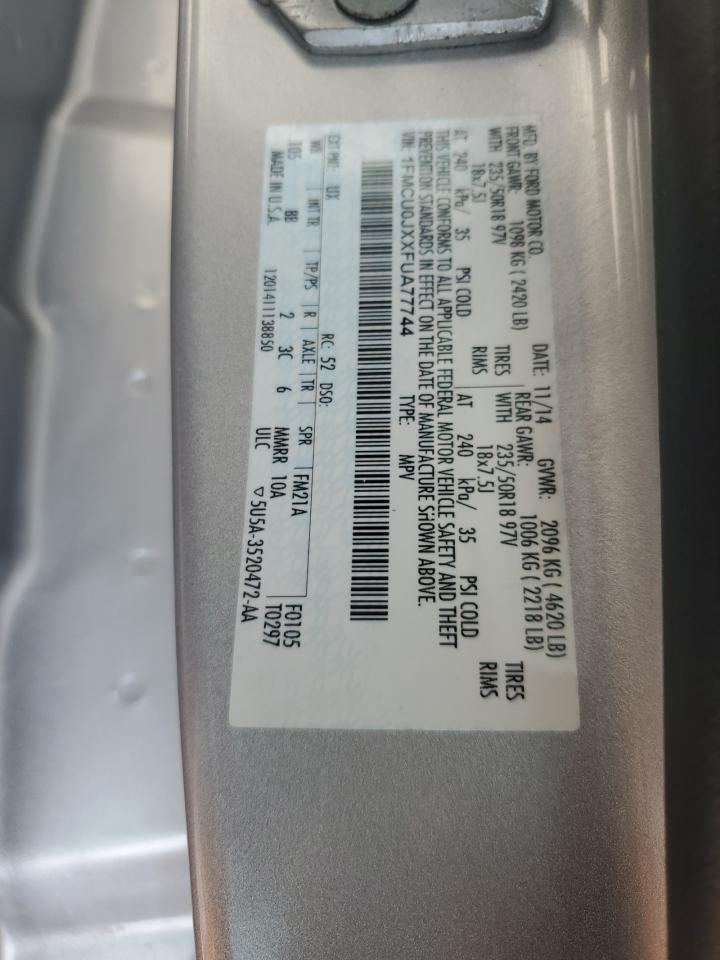 MFD. BY FORD MOTOR CO. DATE: 11/14 GVWR: 2096 KG ( 4620 LB)
FRONT GAWR: 1098 KG ( 2420 LB) REAR GAWR: 1006 KG ( 2218 LB)
WITH 235/50R18 97V TIRES WITH 235/50R18 97V TIRES
18x7.5J RIMS 18x7.5J RIMS
AT 240 kPa/ 35 PSI COLD AT 240 kPa/ 35 PSI COLD
THIS VEHICLE CONFORMS TO ALL APPLICABLE FEDERAL MOTOR VEHICLE SAFETY AND THEFT
PREVENTION STANDARDS IN EFFECT ON THE DATE OF MANUFACTURE SHOWN ABOVE.
VIN: 1FMCU0JXXFUA77744 TYPE: MPV
EXT PNT: UX RC: 52 DSO:
WB INT TR TP/PS R AXLE TR SPR FM21A F0105
105 8B 2 3C 6 MMRR 10A T0297
MADE IN U.S.A. 1201411138850 ULC ▽ 5U5A-3520472-AA